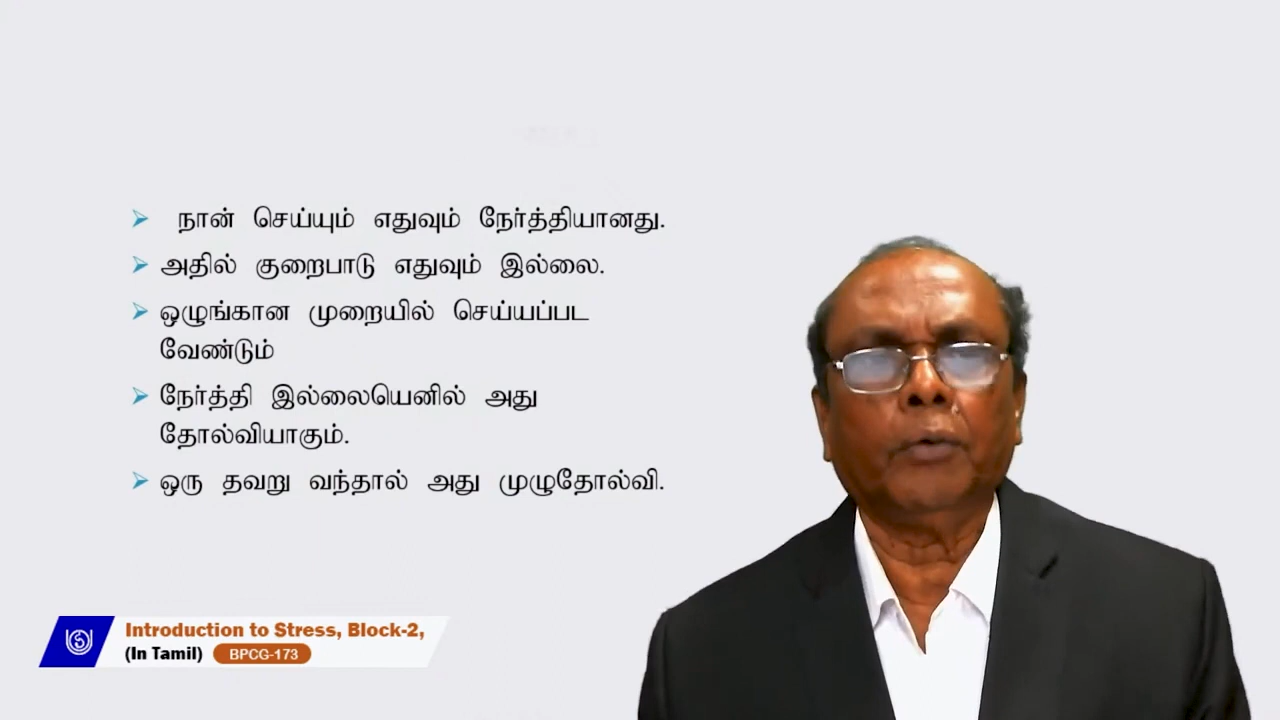 நான் செய்யும் எதுவும் நேர்த்தியானது.
அதில் குறைபாடு எதுவும் இல்லை.
ஒழுங்கான முறையில் செய்யப்பட
வேண்டும்
நேர்த்தி இல்லையெனில் அது
தோல்வியாகும்.
ஒரு தவறு வந்தால் அது முழுதோல்வி.
Introduction to Stress, Block-2,
(In Tamil) BPCG-173